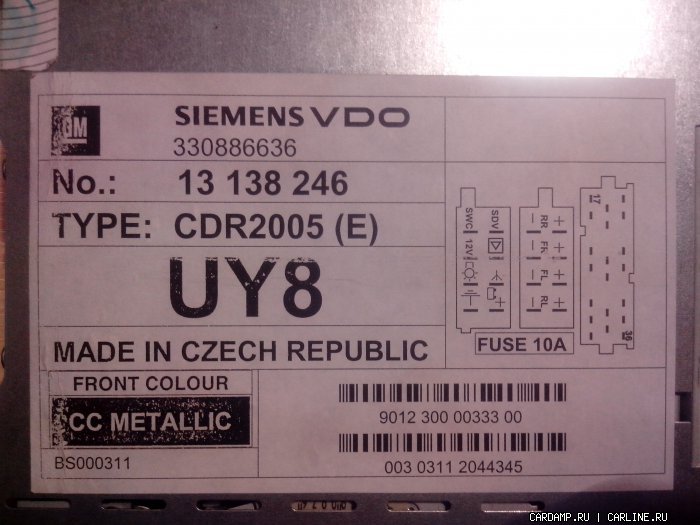 GM
SIEMENS VDO
330886636
No.: 13 138 246
TYPE: CDR2005 (E)
UY8
MADE IN CZECH REPUBLIC
FRONT COLOUR
CC METALLIC
BS000311
SWC 12V
SDV
RR FK FL RL
17
36
FUSE 10A
9012 300 00333 00
003 0311 2044345
CARDAMP.RU | CARLINE.RU